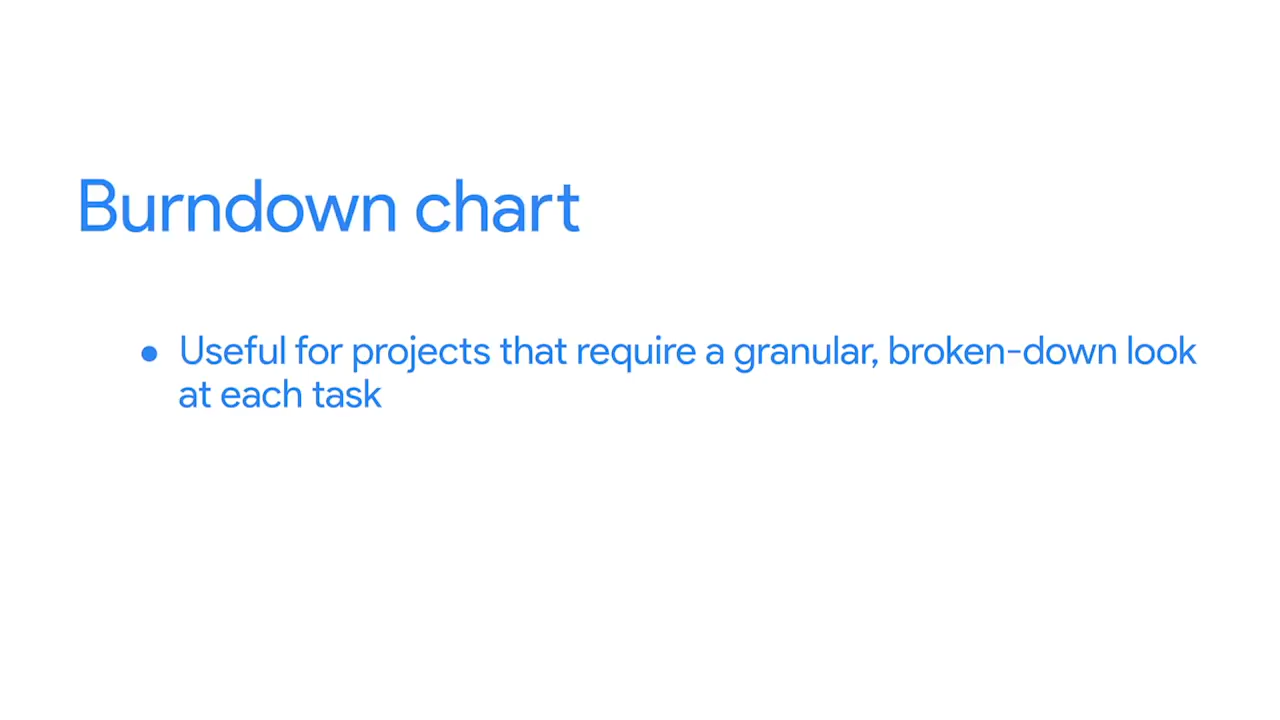 Burndown chart
● Useful for projects that require a granular, broken-down look
at each task